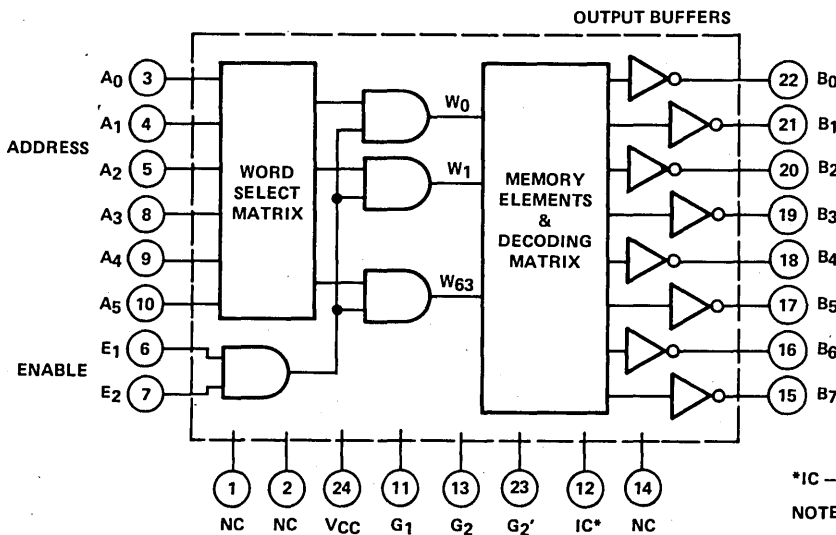 OUTPUT BUFFERS
A0 3
A1 4
ADDRESS
A2 5
A3 8
A4 9
A5 10
E1 6
ENABLE
E2 7
WORD
SELECT
MATRIX
W0
W1
W63
MEMORY
ELEMENTS
&
DECODING
MATRIX
22 B0
21 B1
20 B2
19 B3
18 B4
17 B5
16 B6
15 B7
1 2 24 11 13 23 12 14
NC NC VCC G1 G2 G2' IC* NC
*IC –
NOTE